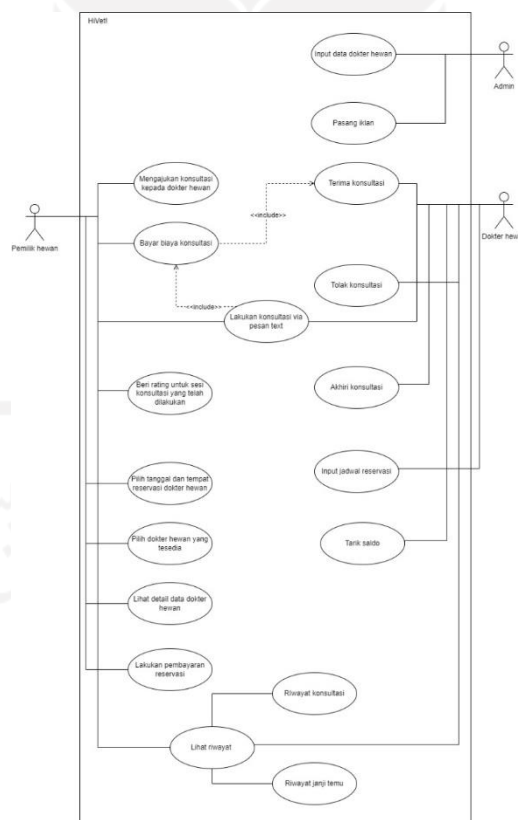 HiVet!
Input data dokter hewan
Admin
Pasang iklan
Mengajukan konsultasi
kepada dokter hewan
Terima konsultasi
<<include>>
Pemilik hewan
Bayar biaya konsultasi
Dokter hew
Tolak konsultasi
<<include>>
Lakukan konsultasi via
pesan text
Beri rating untuk sesi
konsultasi yang telah
dilakukan
Akhiri konsultasi
Pilih tanggal dan tempat
reservasi dokter hewan
Input jadwal reservasi
Pilih dokter hewan yang
tesedia
Tarik saldo
Lihat detail data dokter
hewan
Lakukan pembayaran
reservasi
Riwayat konsultasi
Lihat riwayat
Riwayat janji temu